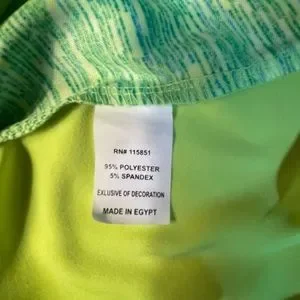 RN# 115851
95% POLYESTER
5% SPANDEX
EXCLUSIVE OF DECORATION
MADE IN EGYPT